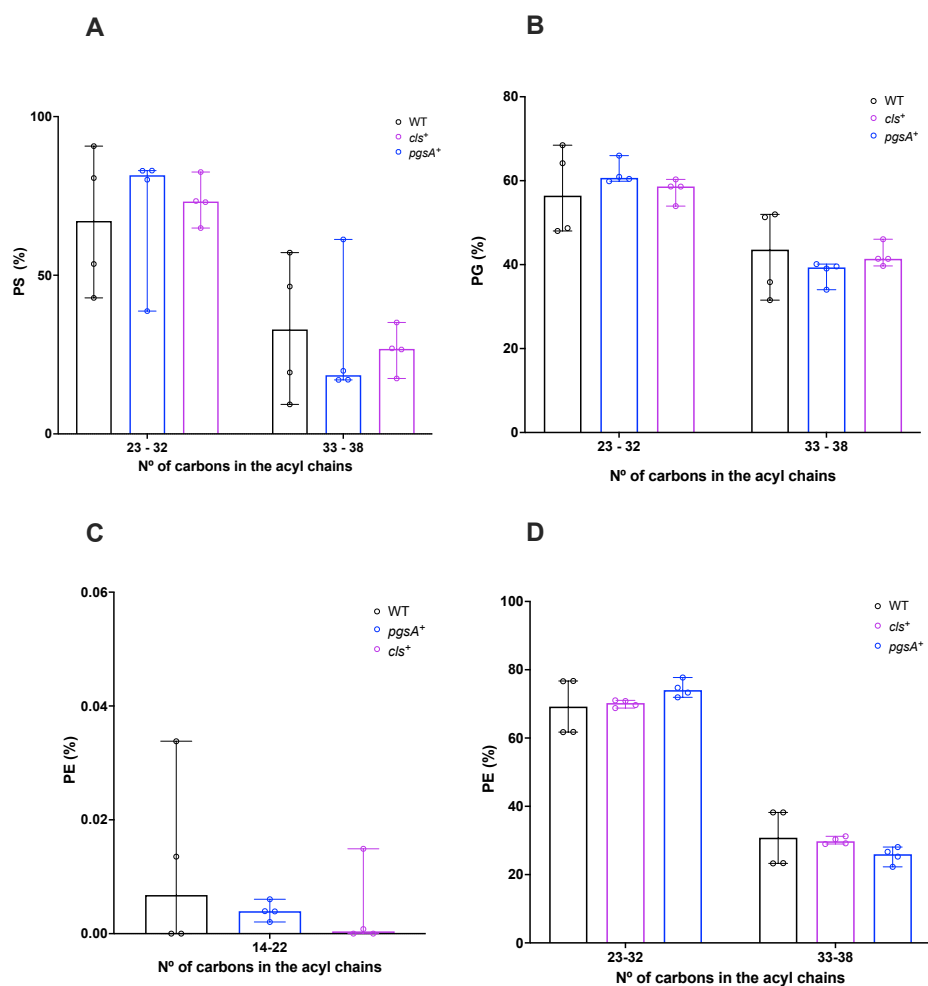 A
WT
cls+
pgsA+
PS (%)
100
50
0
23 - 32
33 - 38
Nº of carbons in the acyl chains
B
WT
cls+
pgsA+
PG (%)
80
60
40
20
0
23 - 32
33 - 38
Nº of carbons in the acyl chains
C
WT
pgsA+
cls+
PE (%)
0.06
0.04
0.02
0.00
14-22
Nº of carbons in the acyl chains
D
WT
cls+
pgsA+
PE (%)
100
80
60
40
20
0
23-32
33-38
Nº of carbons in the acyl chains